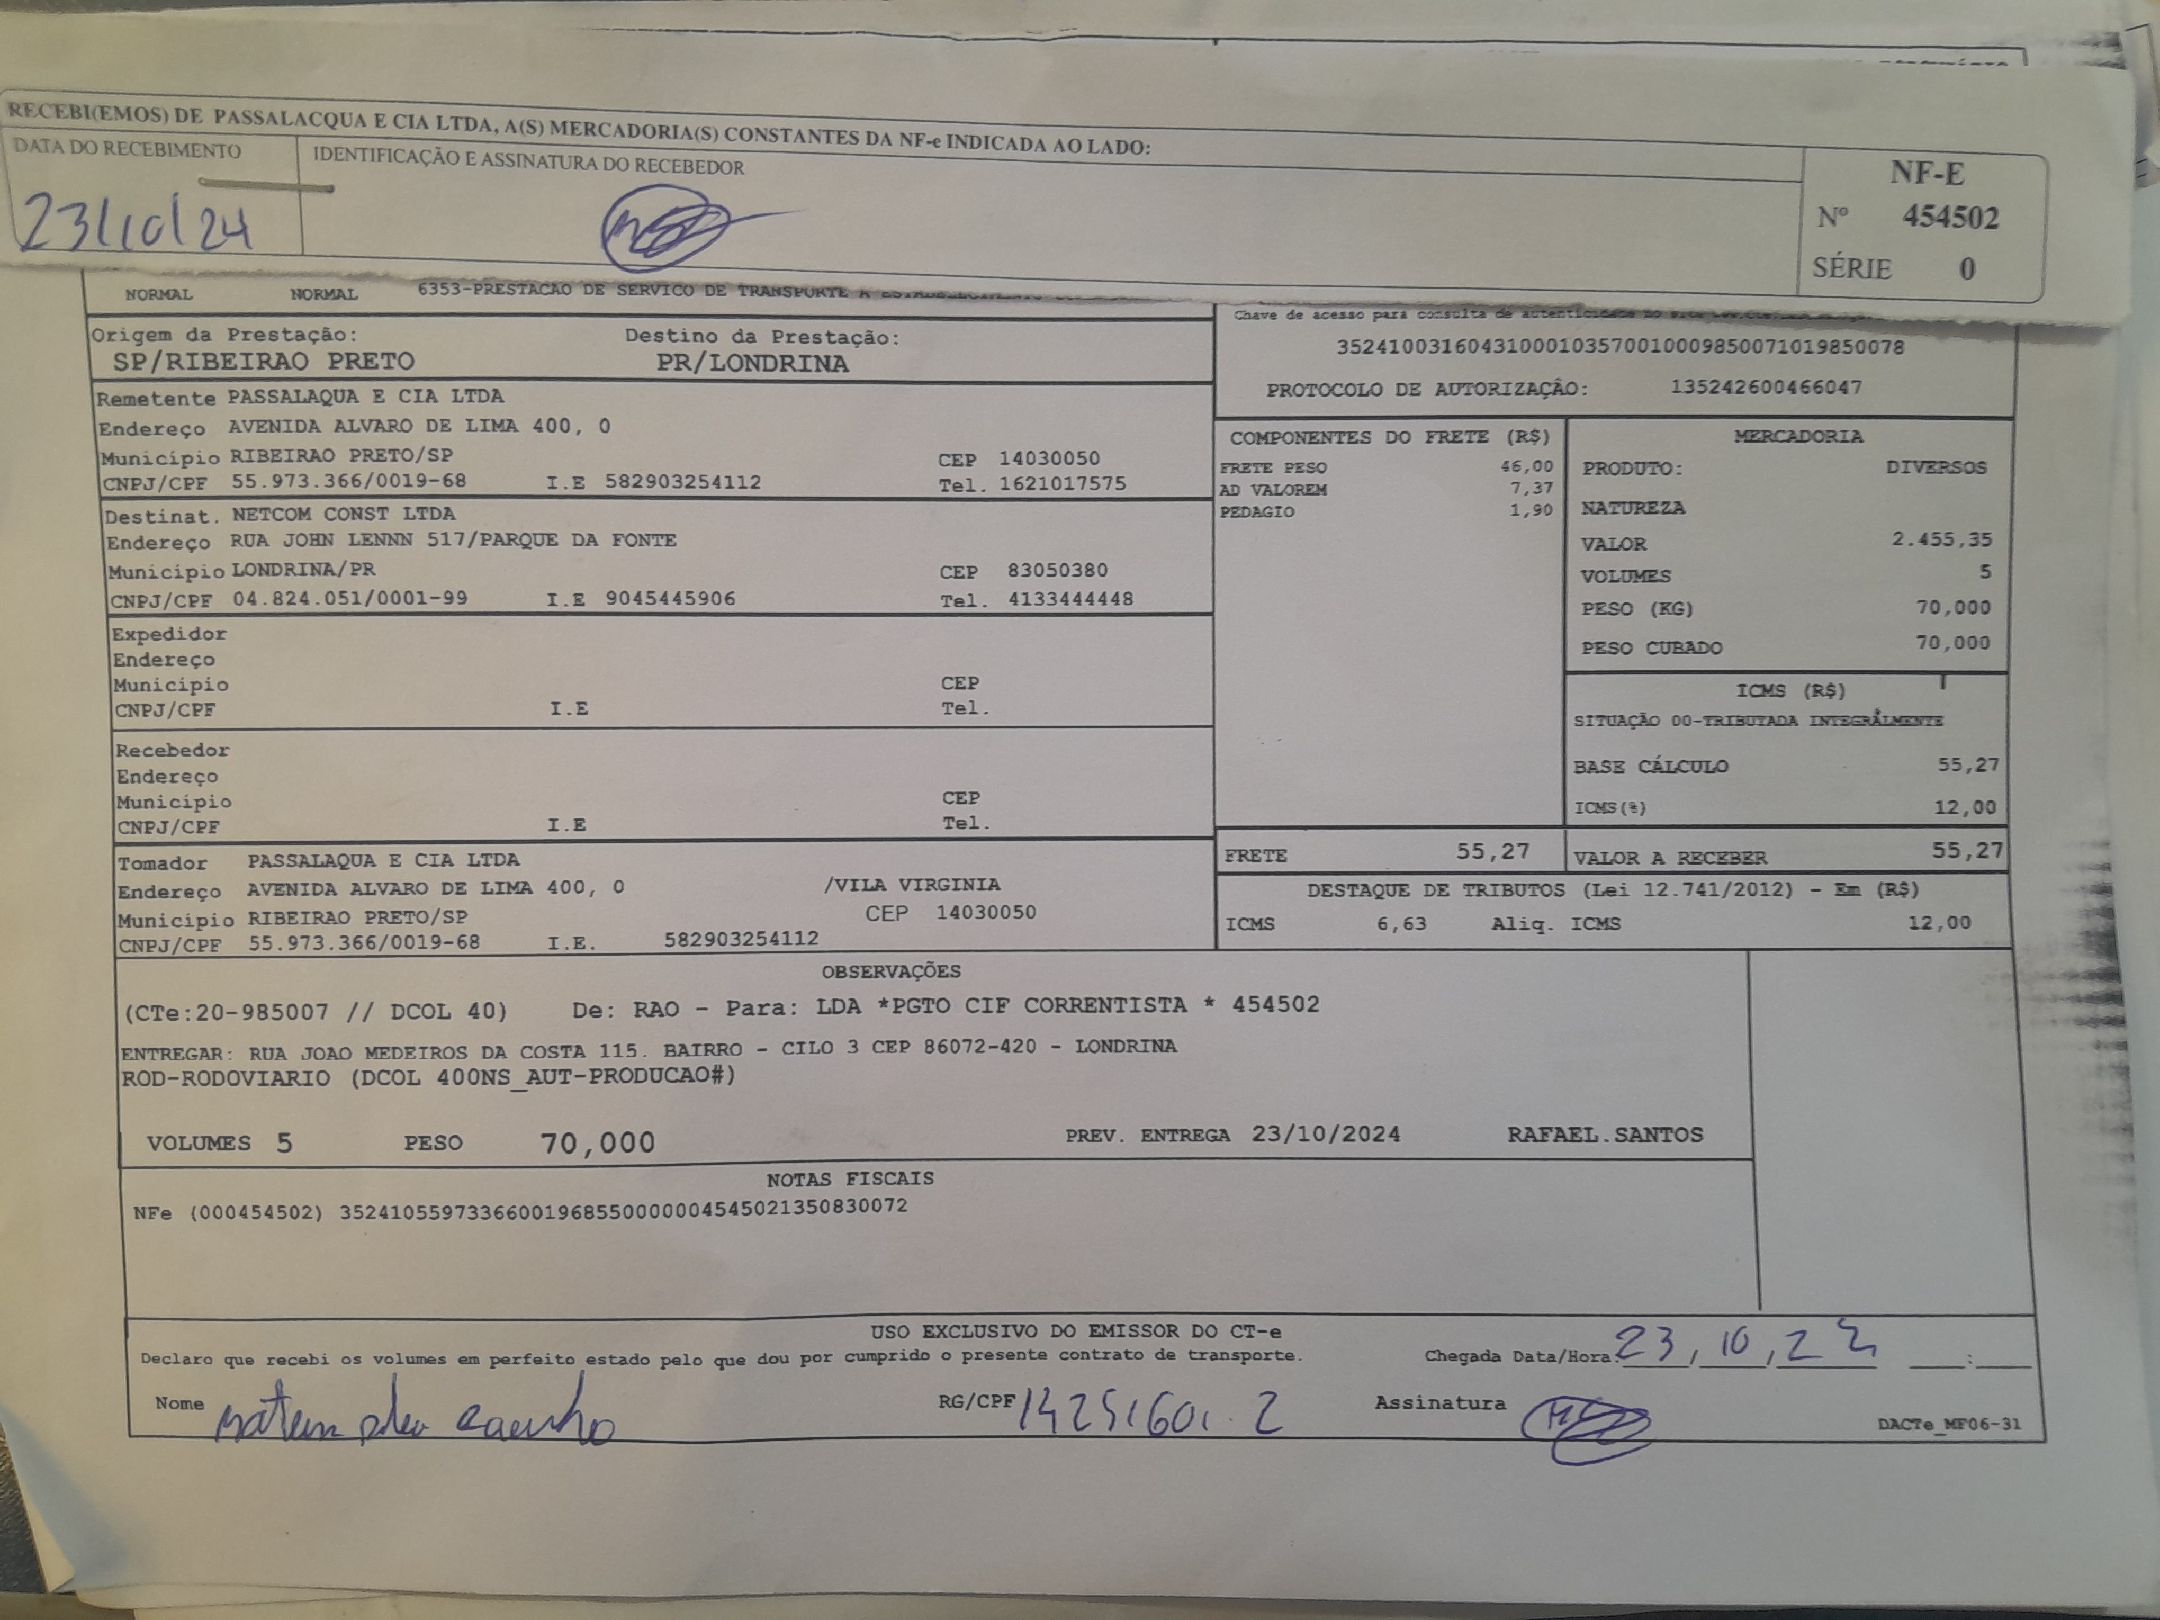 RECEBI(EMOS) DE PASSALACQUA E CIA LTDA, A(S) MERCADORIA(S) CONSTANTES DA NF-e INDICADA AO LADO:
DATA DO RECEBIMENTO
23/10/24
IDENTIFICAÇÃO E ASSINATURA DO RECEBEDOR
NF-E
Nº 454502
SÉRIE 0
NORMAL NORMAL 6353-PRESTACAO DE SERVICO DE TRANSPORTE A
Origem da Prestação: Destino da Prestação:
SP/RIBEIRAO PRETO PR/LONDRINA
Chave de acesso para consulta de autenticidade no site
35241003160431000103570010009850071019850078
PROTOCOLO DE AUTORIZAÇÃO: 135242600466047
Remetente PASSALAQUA E CIA LTDA
Endereço AVENIDA ALVARO DE LIMA 400, 0
Município RIBEIRAO PRETO/SP CEP 14030050
CNPJ/CPF 55.973.366/0019-68 I.E 582903254112 Tel. 1621017575
Destinat. NETCOM CONST LTDA
Endereço RUA JOHN LENNN 517/PARQUE DA FONTE
Município LONDRINA/PR CEP 83050380
CNPJ/CPF 04.824.051/0001-99 I.E 9045445906 Tel. 4133444448
Expedidor
Endereço
Município CEP
CNPJ/CPF I.E Tel.
Recebedor
Endereço
Município CEP
CNPJ/CPF I.E Tel.
Tomador PASSALAQUA E CIA LTDA
Endereço AVENIDA ALVARO DE LIMA 400, 0 /VILA VIRGINIA
Município RIBEIRAO PRETO/SP CEP 14030050
CNPJ/CPF 55.973.366/0019-68 I.E. 582903254112
COMPONENTES DO FRETE (R$)
FRETE PESO 46,00
AD VALOREM 7,37
PEDAGIO 1,90
MERCADORIA
PRODUTO: DIVERSOS
NATUREZA
VALOR 2.455,35
VOLUMES 5
PESO (KG) 70,000
PESO CUBADO 70,000
ICMS (R$)
SITUAÇÃO 00-TRIBUTADA INTEGRALMENTE
BASE CÁLCULO 55,27
ICMS(%) 12,00
FRETE 55,27 VALOR A RECEBER 55,27
DESTAQUE DE TRIBUTOS (Lei 12.741/2012) - Em (R$)
ICMS 6,63 Aliq. ICMS 12,00
OBSERVAÇÕES
(CTe:20-985007 // DCOL 40) De: RAO - Para: LDA *PGTO CIF CORRENTISTA * 454502
ENTREGAR: RUA JOAO MEDEIROS DA COSTA 115. BAIRRO - CILO 3 CEP 86072-420 - LONDRINA
ROD-RODOVIARIO (DCOL 400NS_AUT-PRODUCAO#)
VOLUMES 5 PESO 70,000 PREV. ENTREGA 23/10/2024 RAFAEL.SANTOS
NOTAS FISCAIS
NFe (000454502) 35241055973366001968550000004545021350830072
USO EXCLUSIVO DO EMISSOR DO CT-e
Declaro que recebi os volumes em perfeito estado pelo que dou por cumprido o presente contrato de transporte. Chegada Data/Hora: 23, 10, 24 :
Nome RG/CPF Assinatura
DACTe_MF06-31